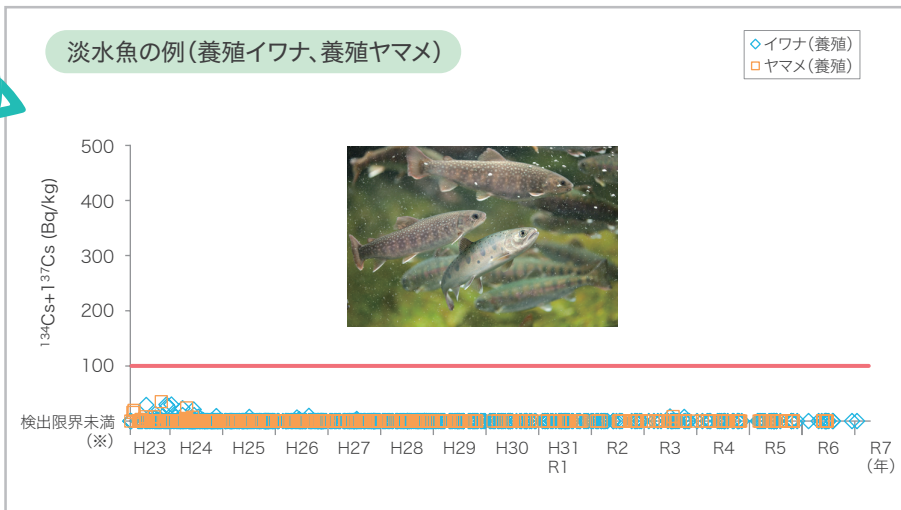 淡水魚の例(養殖イワナ、養殖ヤマメ)
イワナ(養殖)
ヤマメ(養殖)
134Cs+137Cs (Bq/kg)
500
400
300
200
100
検出限界未満
(※)
H23 H24 H25 H26 H27 H28 H29 H30 H31 R2 R3 R4 R5 R6 R7
R1 (年)